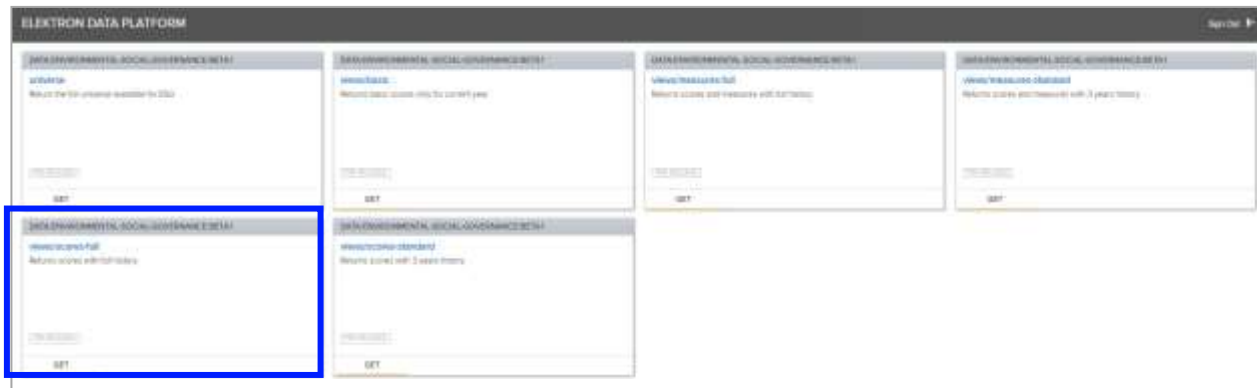 ELEKTRON DATA PLATFORM
Sign Out
DATA/ENVIRONMENTAL-SOCIAL-GOVERNANCE/BETA1
universe
Return the full universe available for ESG
GET
DATA/ENVIRONMENTAL-SOCIAL-GOVERNANCE/BETA1
views/basic
Returns basic scores only for current year
GET
DATA/ENVIRONMENTAL-SOCIAL-GOVERNANCE/BETA1
views/measures-full
Returns scores and measures with full history
GET
DATA/ENVIRONMENTAL-SOCIAL-GOVERNANCE/BETA1
views/measures-standard
Returns scores and measures with 3 years history
GET
DATA/ENVIRONMENTAL-SOCIAL-GOVERNANCE/BETA1
views/scores-full
Returns scores with full history
GET
DATA/ENVIRONMENTAL-SOCIAL-GOVERNANCE/BETA1
views/scores-standard
Returns scores with 3 years history
GET